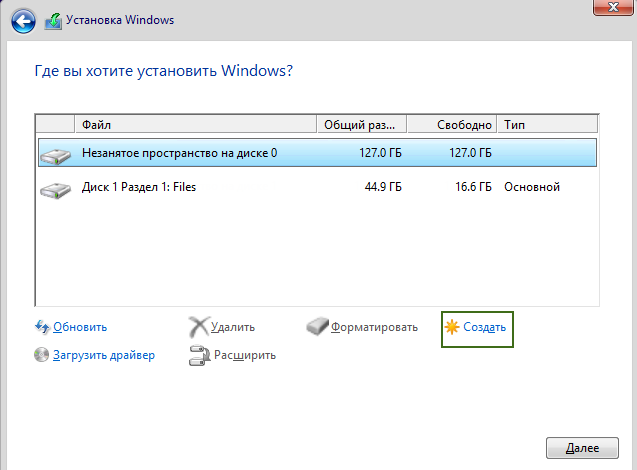 Установка Windows
Где вы хотите установить Windows?
Файл Общий раз... Свободно Тип
Незанятое пространство на диске 0 127.0 ГБ 127.0 ГБ
Диск 1 Раздел 1: Files 44.9 ГБ 16.6 ГБ Основной
Обновить Удалить Форматировать Создать
Загрузить драйвер Расширить
Далее